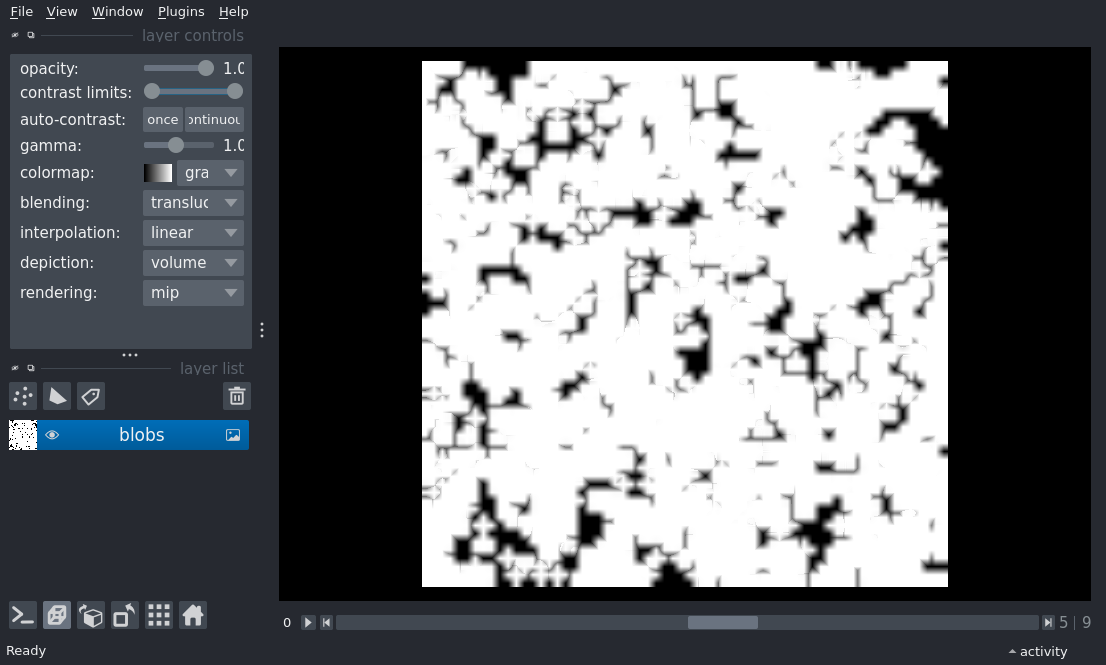 File View Window Plugins Help
layer controls
opacity: 1.0
contrast limits:
auto-contrast: once ontinuou
gamma: 1.0
colormap: gra
blending: transluc
interpolation: linear
depiction: volume
rendering: mip
layer list
blobs
0 5 | 9
Ready activity